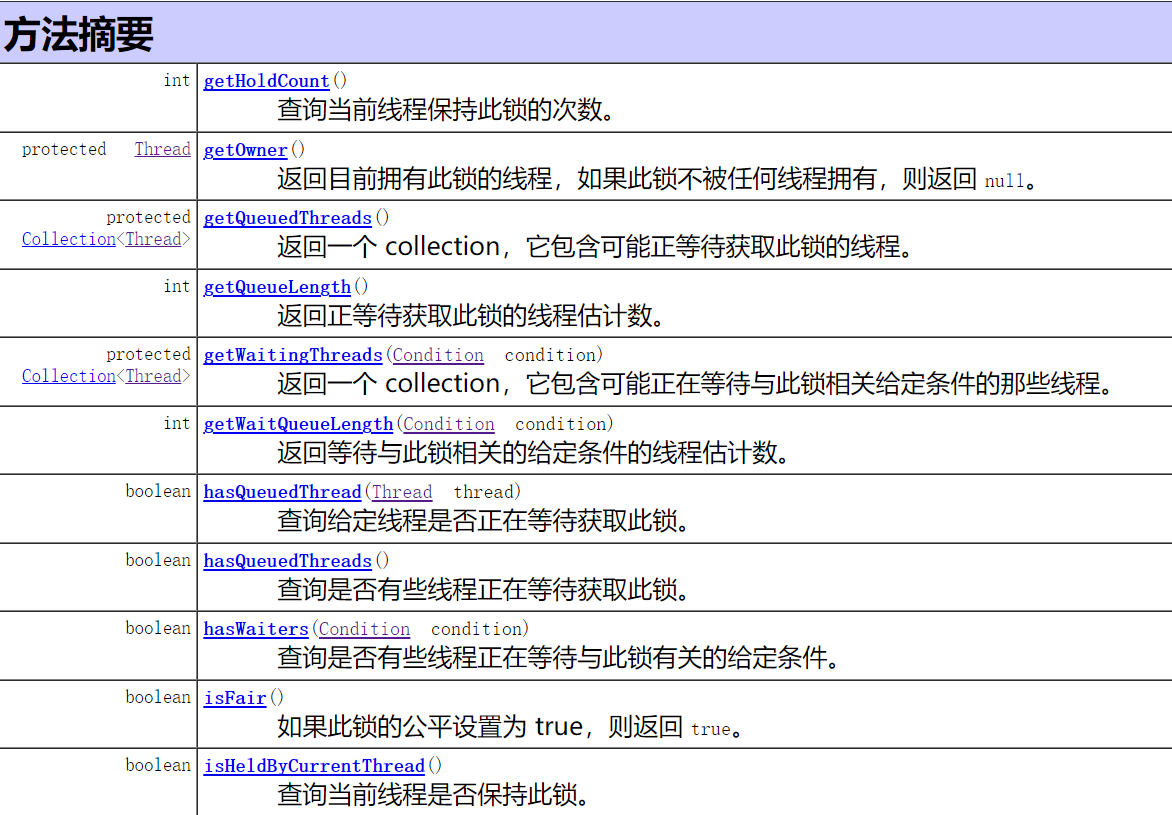 方法摘要
int getHoldCount()
查询当前线程保持此锁的次数。
protected Thread getOwner()
返回目前拥有此锁的线程，如果此锁不被任何线程拥有，则返回 null。
protected getQueuedThreads()
Collection<Thread>
返回一个 collection，它包含可能正等待获取此锁的线程。
int getQueueLength()
返回正等待获取此锁的线程估计数。
protected getWaitingThreads(Condition condition)
Collection<Thread>
返回一个 collection，它包含可能正在等待与此锁相关给定条件的那些线程。
int getWaitQueueLength(Condition condition)
返回等待与此锁相关的给定条件的线程估计数。
boolean hasQueuedThread(Thread thread)
查询给定线程是否正在等待获取此锁。
boolean hasQueuedThreads()
查询是否有些线程正在等待获取此锁。
boolean hasWaiters(Condition condition)
查询是否有些线程正在等待与此锁有关的给定条件。
boolean isFair()
如果此锁的公平设置为 true，则返回 true。
boolean isHeldByCurrentThread()
查询当前线程是否保持此锁。